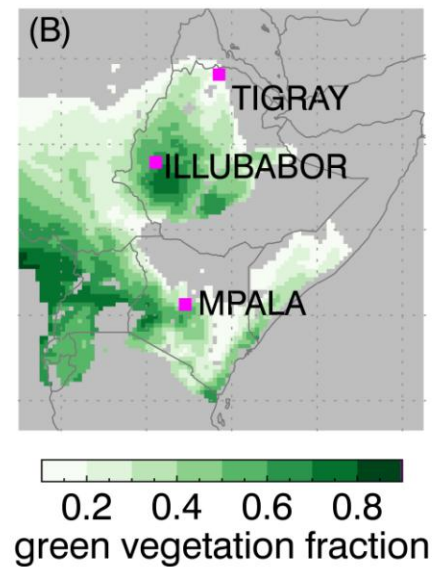 (B)
TIGRAY
ILLUBABOR
MPALA
0.2 0.4 0.6 0.8
green vegetation fraction